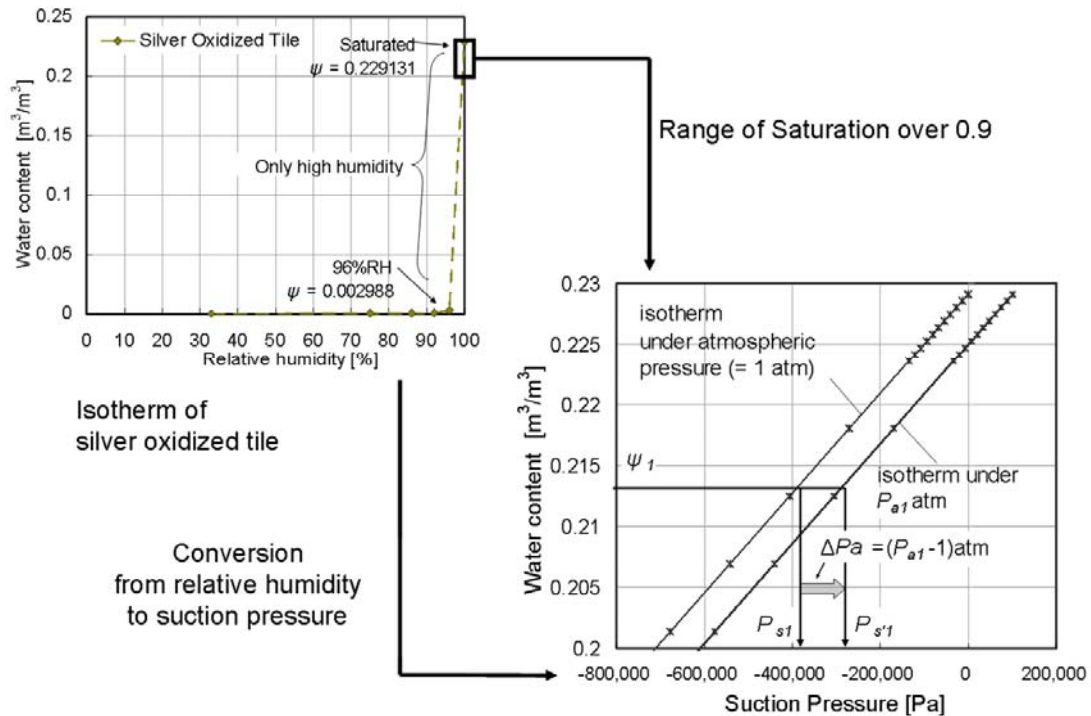 0.25
Silver Oxidized Tile
Saturated
ψ = 0.229131
0.2
0.15
Only high humidity
0.1
0.05
96%RH
ψ = 0.002988
0
Water content [m³/m³]
0 10 20 30 40 50 60 70 80 90 100
Relative humidity [%]
Range of Saturation over 0.9
Isotherm of
silver oxidized tile
Conversion
from relative humidity
to suction pressure
0.23
isotherm
under atmospheric
pressure (= 1 atm)
0.225
0.22
ψ₁
0.215
isotherm under
Pₐ₁ atm
0.21
ΔPa = (Pₐ₁ -1)atm
0.205
Pₛ₁ Pₛ'₁
0.2
Water content [m³/m³]
-800,000 -600,000 -400,000 -200,000 0 200,000
Suction Pressure [Pa]